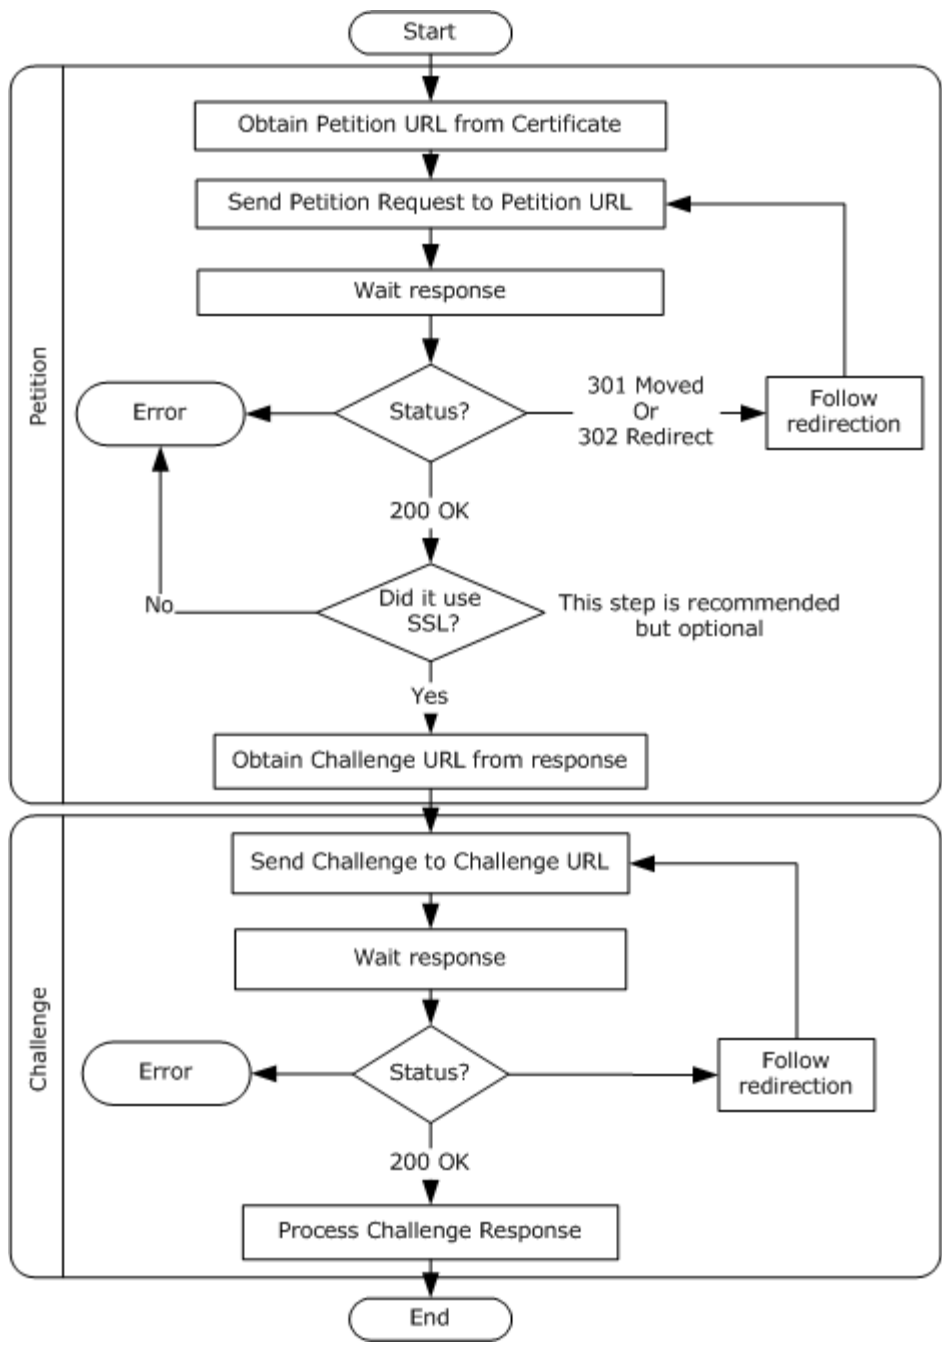 Start
Petition
Obtain Petition URL from Certificate
Send Petition Request to Petition URL
Wait response
Status?
Error
301 Moved
Or
302 Redirect
Follow
redirection
200 OK
Did it use
SSL?
No
This step is recommended
but optional
Yes
Obtain Challenge URL from response
Challenge
Send Challenge to Challenge URL
Wait response
Status?
Error
Follow
redirection
200 OK
Process Challenge Response
End